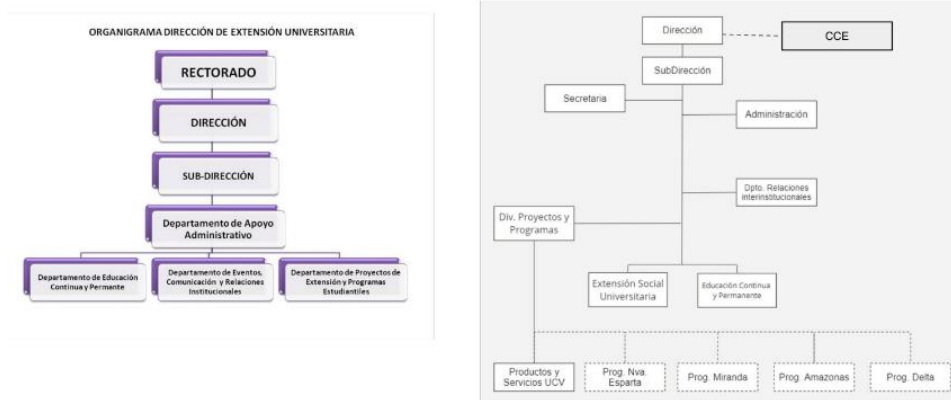 ORGANIGRAMA DIRECCIÓN DE EXTENSIÓN UNIVERSITARIA
RECTORADO
DIRECCIÓN
SUB-DIRECCIÓN
Departamento de Apoyo
Administrativo
Departamento de Educación
Continua y Permante
Departamento de Eventos,
Comunicación y Relaciones
Institucionales
Departamento de Proyectos de
Extensión y Programas
Estudiantiles
Dirección
CCE
SubDirección
Secretaria
Administración
Dpto. Relaciones
interinstitucionales
Div. Proyectos y
Programas
Extensión Social
Universitaria
Educación Continua
y Permanente
Productos y
Servicios UCV
Prog. Nva.
Esparta
Prog. Miranda
Prog. Amazonas
Prog. Delta